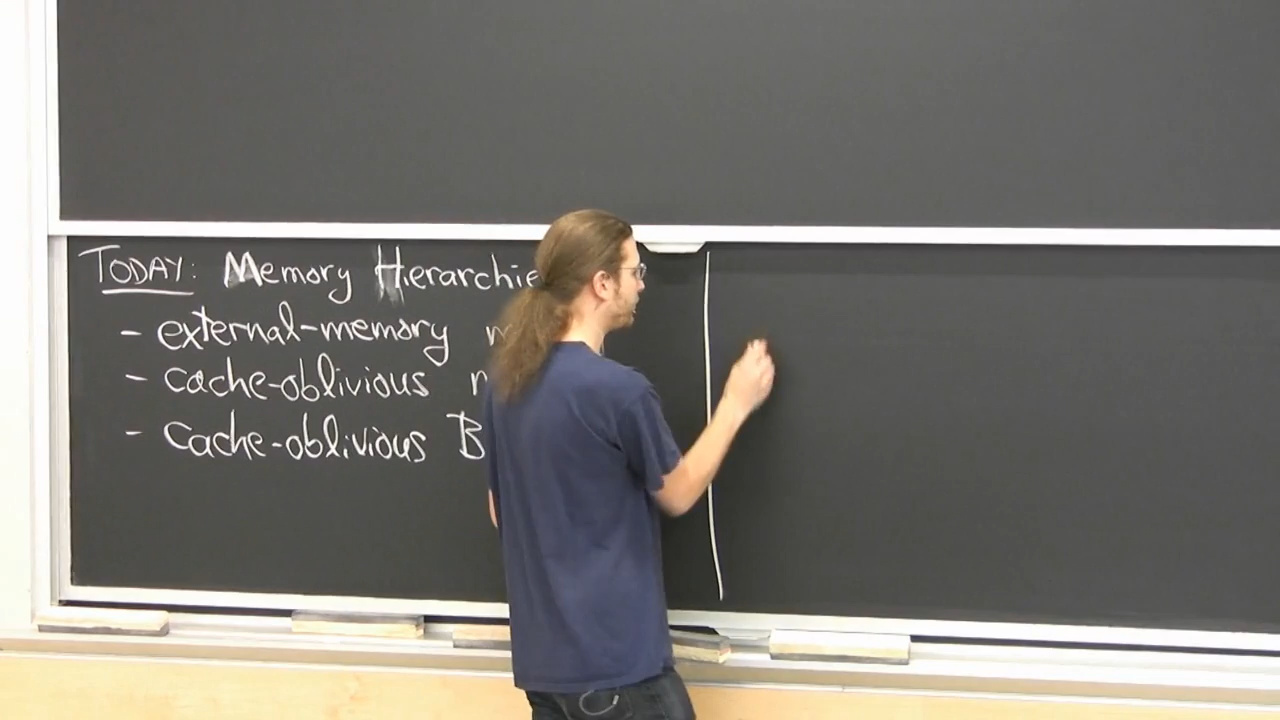 TODAY: Memory Hierarchie
- external-memory
- cache-oblivious
- cache-oblivious B